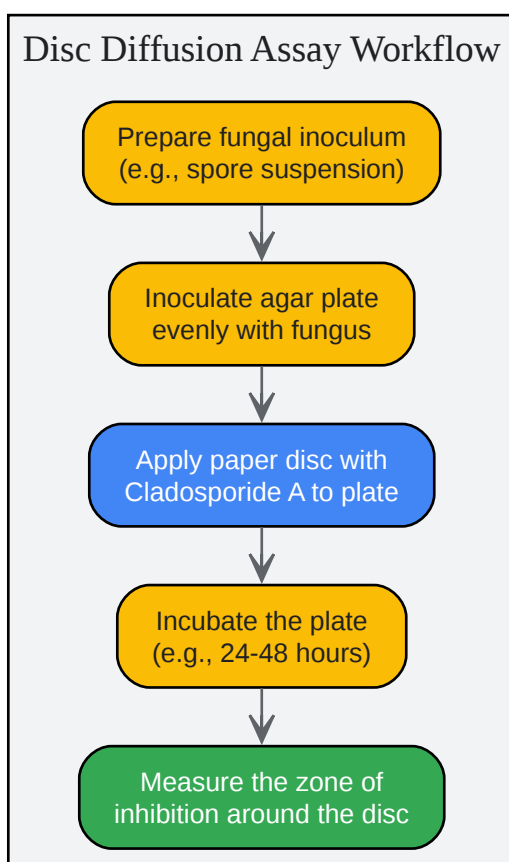 Disc Diffusion Assay Workflow
Prepare fungal inoculum
(e.g., spore suspension)
Inoculate agar plate
evenly with fungus
Apply paper disc with
Cladosporide A to plate
Incubate the plate
(e.g., 24-48 hours)
Measure the zone of
inhibition around the disc